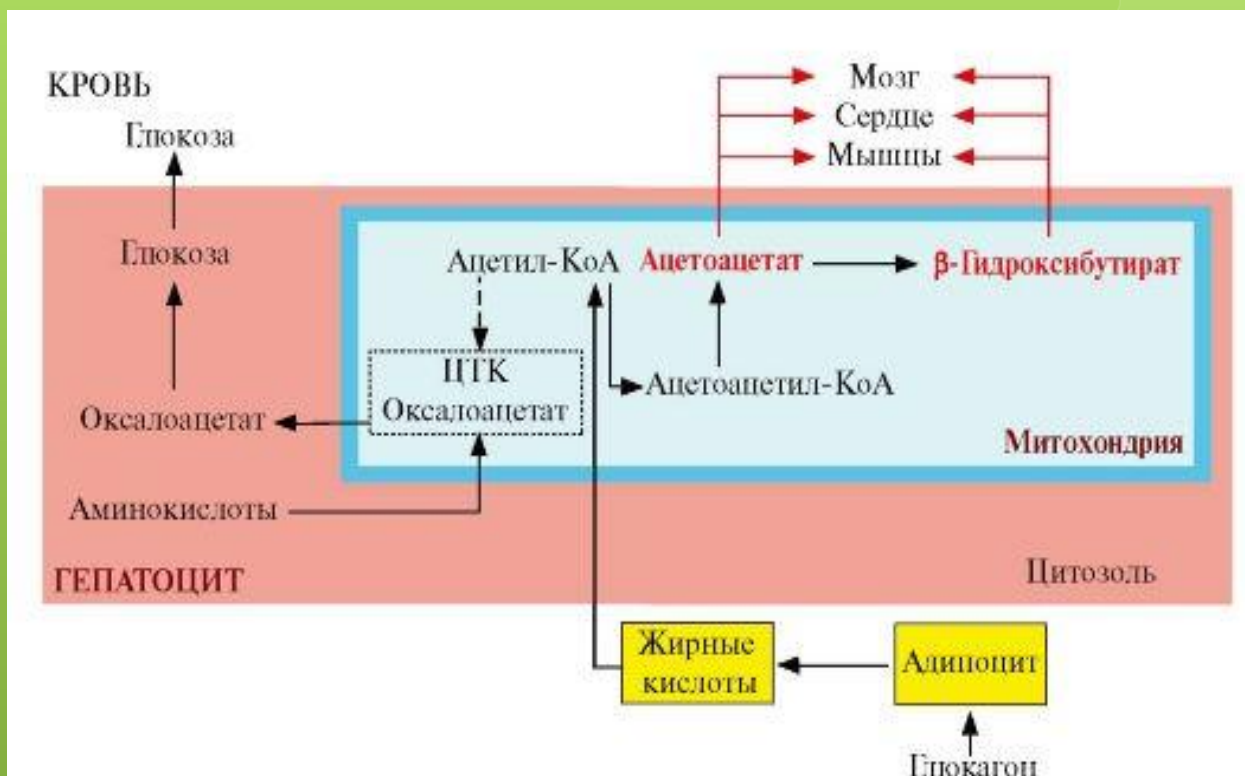 КРОВЬ
Глюкоза
Мозг
Сердце
Мышцы
Глюкоза
Ацетил-КоА
Ацетоацетат
β-Гидроксибутират
ЦТК
Оксалоацетат
Ацетоацетил-КоА
Оксалоацетат
Митохондрия
Аминокислоты
ГЕПАТОЦИТ
Цитозоль
Жирные
кислоты
Адипоцит
Глюкагон